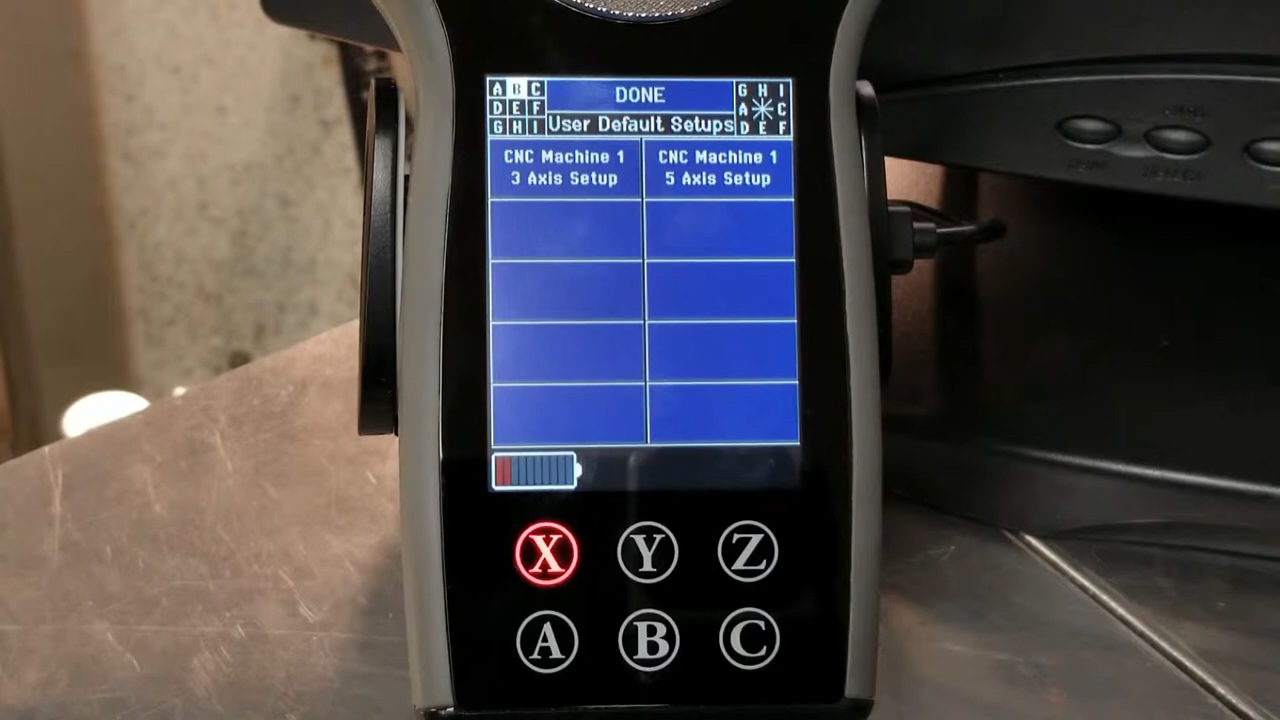 A B C
DONE
G H I
D E F
A C
G H I
User Default Setups
D E F
CNC Machine 1
3 Axis Setup
CNC Machine 1
5 Axis Setup
X Y Z
A B C